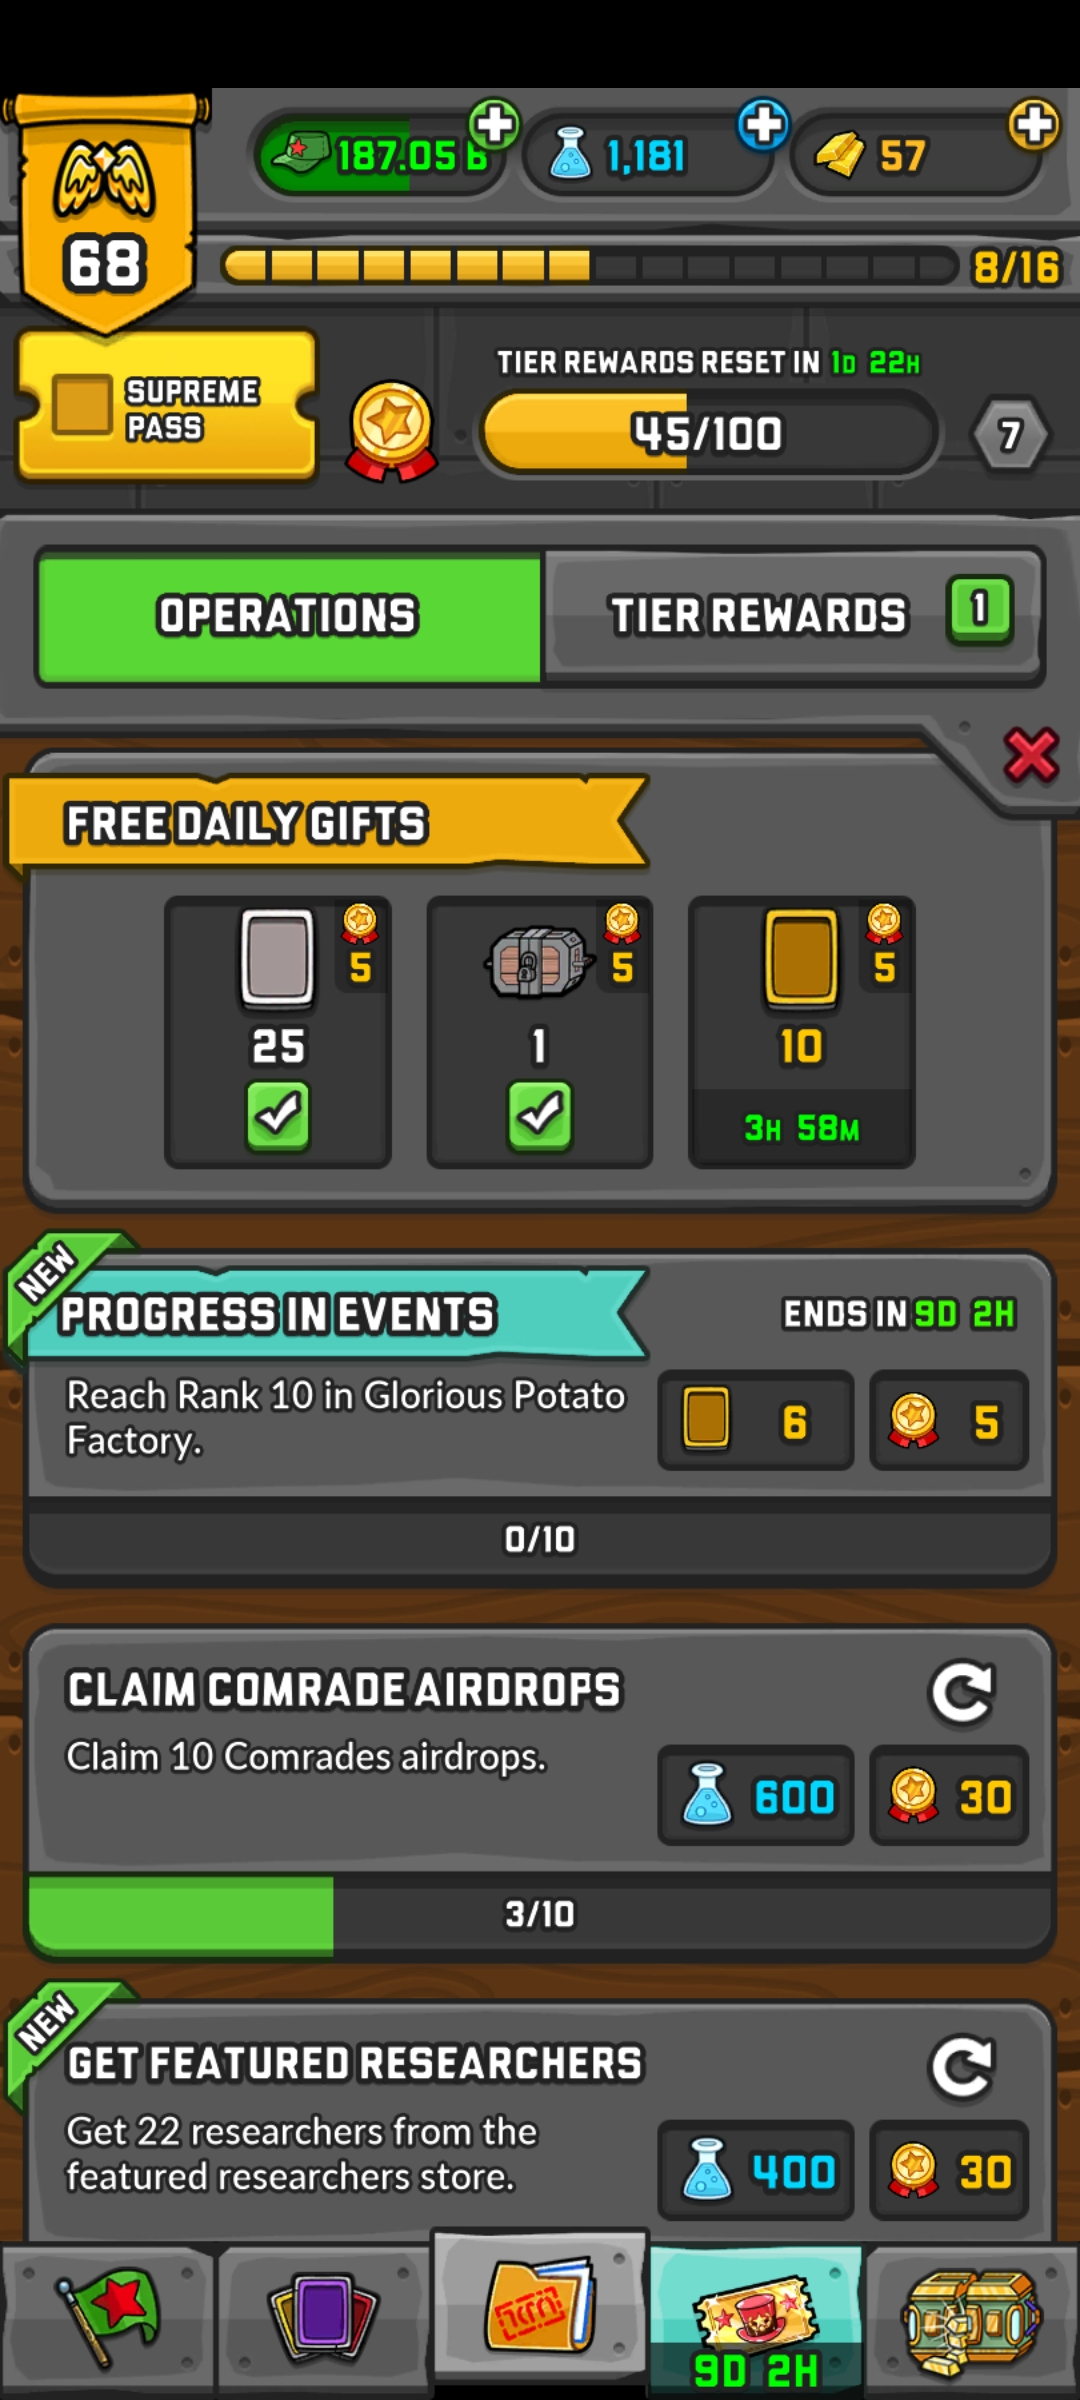 187.05 B
1,181
57
68
8/16
SUPREME
PASS
TIER REWARDS RESET IN 1D 22H
45/100
7
OPERATIONS
TIER REWARDS
1
FREE DAILY GIFTS
5
5
5
25
1
10
3H 58M
NEW
PROGRESS IN EVENTS
ENDS IN 9D 2H
Reach Rank 10 in Glorious Potato
Factory.
6
5
0/10
CLAIM COMRADE AIRDROPS
Claim 10 Comrades airdrops.
600
30
3/10
NEW
GET FEATURED RESEARCHERS
Get 22 researchers from the
featured researchers store.
400
30
9D 2H